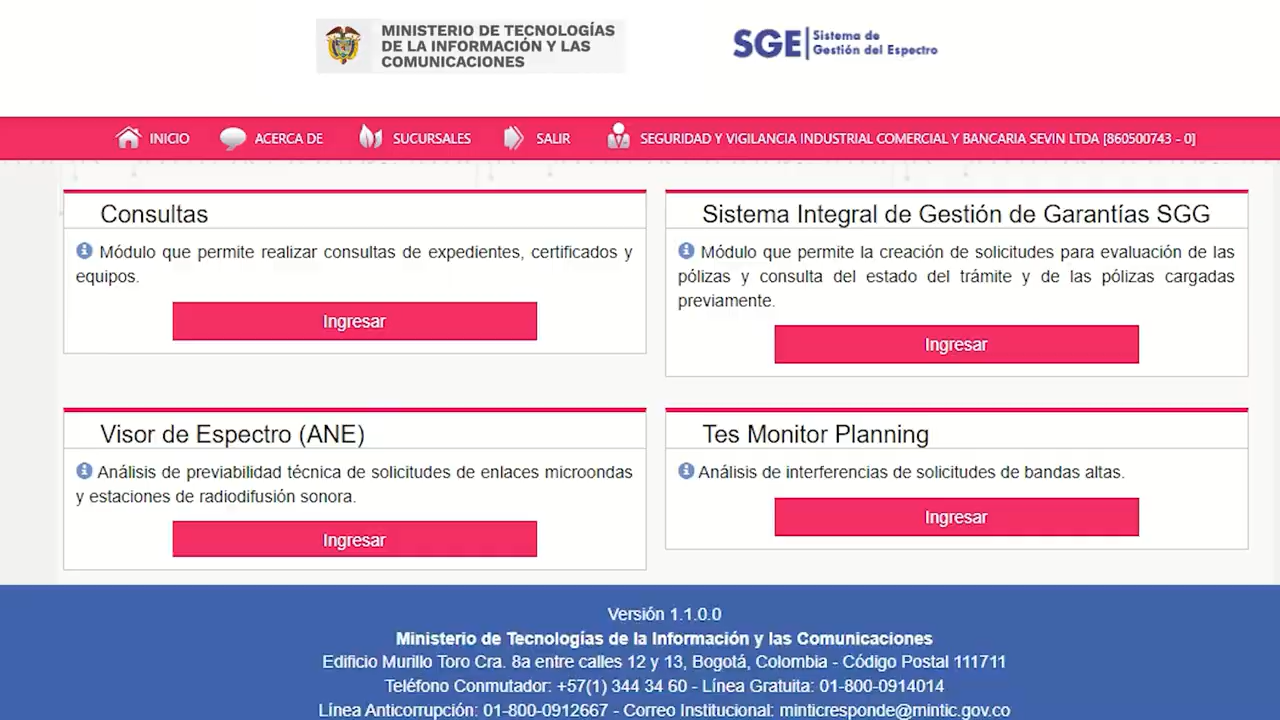 MINISTERIO DE TECNOLOGÍAS
DE LA INFORMACIÓN Y LAS
COMUNICACIONES
SGE Sistema de
Gestión del Espectro
INICIO ACERCA DE SUCURSALES SALIR SEGURIDAD Y VIGILANCIA INDUSTRIAL COMERCIAL Y BANCARIA SEVIN LTDA [860500743 - 0]
Consultas
Módulo que permite realizar consultas de expedientes, certificados y
equipos.
Ingresar
Sistema Integral de Gestión de Garantías SGG
Módulo que permite la creación de solicitudes para evaluación de las
pólizas y consulta del estado del trámite y de las pólizas cargadas
previamente.
Ingresar
Visor de Espectro (ANE)
Análisis de previabilidad técnica de solicitudes de enlaces microondas
y estaciones de radiodifusión sonora.
Ingresar
Tes Monitor Planning
Análisis de interferencias de solicitudes de bandas altas.
Ingresar
Versión 1.1.0.0
Ministerio de Tecnologías de la Información y las Comunicaciones
Edificio Murillo Toro Cra. 8a entre calles 12 y 13, Bogotá, Colombia - Código Postal 111711
Teléfono Conmutador: +57(1) 344 34 60 - Línea Gratuita: 01-800-0914014
Línea Anticorrupción: 01-800-0912667 - Correo Institucional: minticresponde@mintic.gov.co